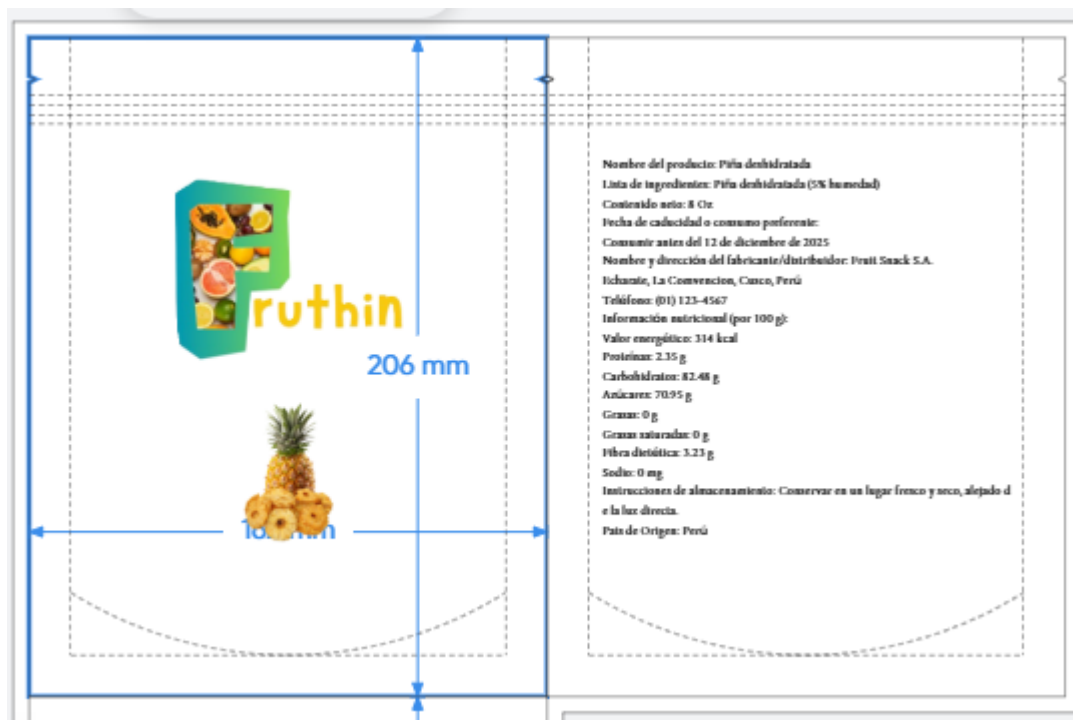 Fruthin
206 mm
mm
Nombre del producto: Piña deshidratada
Lista de ingredientes: Piña deshidratada (5% humedad)
Contenido neto: 8 Oz
Fecha de caducidad o consumo preferente:
Consumir antes del 12 de diciembre de 2025
Nombre y dirección del fabricante/distribuidor: Fruit Snack S.A.
Echarate, La Convencion, Cusco, Perú
Teléfono: (01) 123-4567
Información nutricional (por 100 g):
Valor energético: 314 kcal
Proteínas: 2.35 g
Carbohidratos: 82.48 g
Azúcares: 70.95 g
Grasas: 0 g
Grasas saturadas: 0 g
Fibra dietética: 3.23 g
Sodio: 0 mg
Instrucciones de almacenamiento: Conservar en un lugar fresco y seco, alejado d
e la luz directa.
País de Origen: Perú